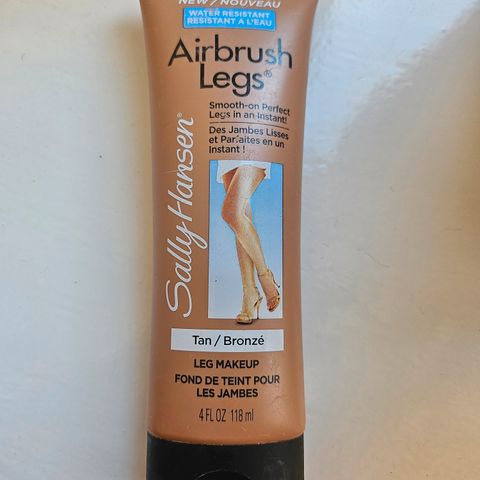 NEW / NOUVEAU
WATER RESISTANT
RÉSISTANT À L'EAU
Airbrush
Legs®
Smooth-on Perfect
Legs in an Instant!
Des Jambes Lisses
et Parfaites en un
Instant !
Sally Hansen®
Tan / Bronzé
LEG MAKEUP
FOND DE TEINT POUR
LES JAMBES
4 FL OZ 118 ml